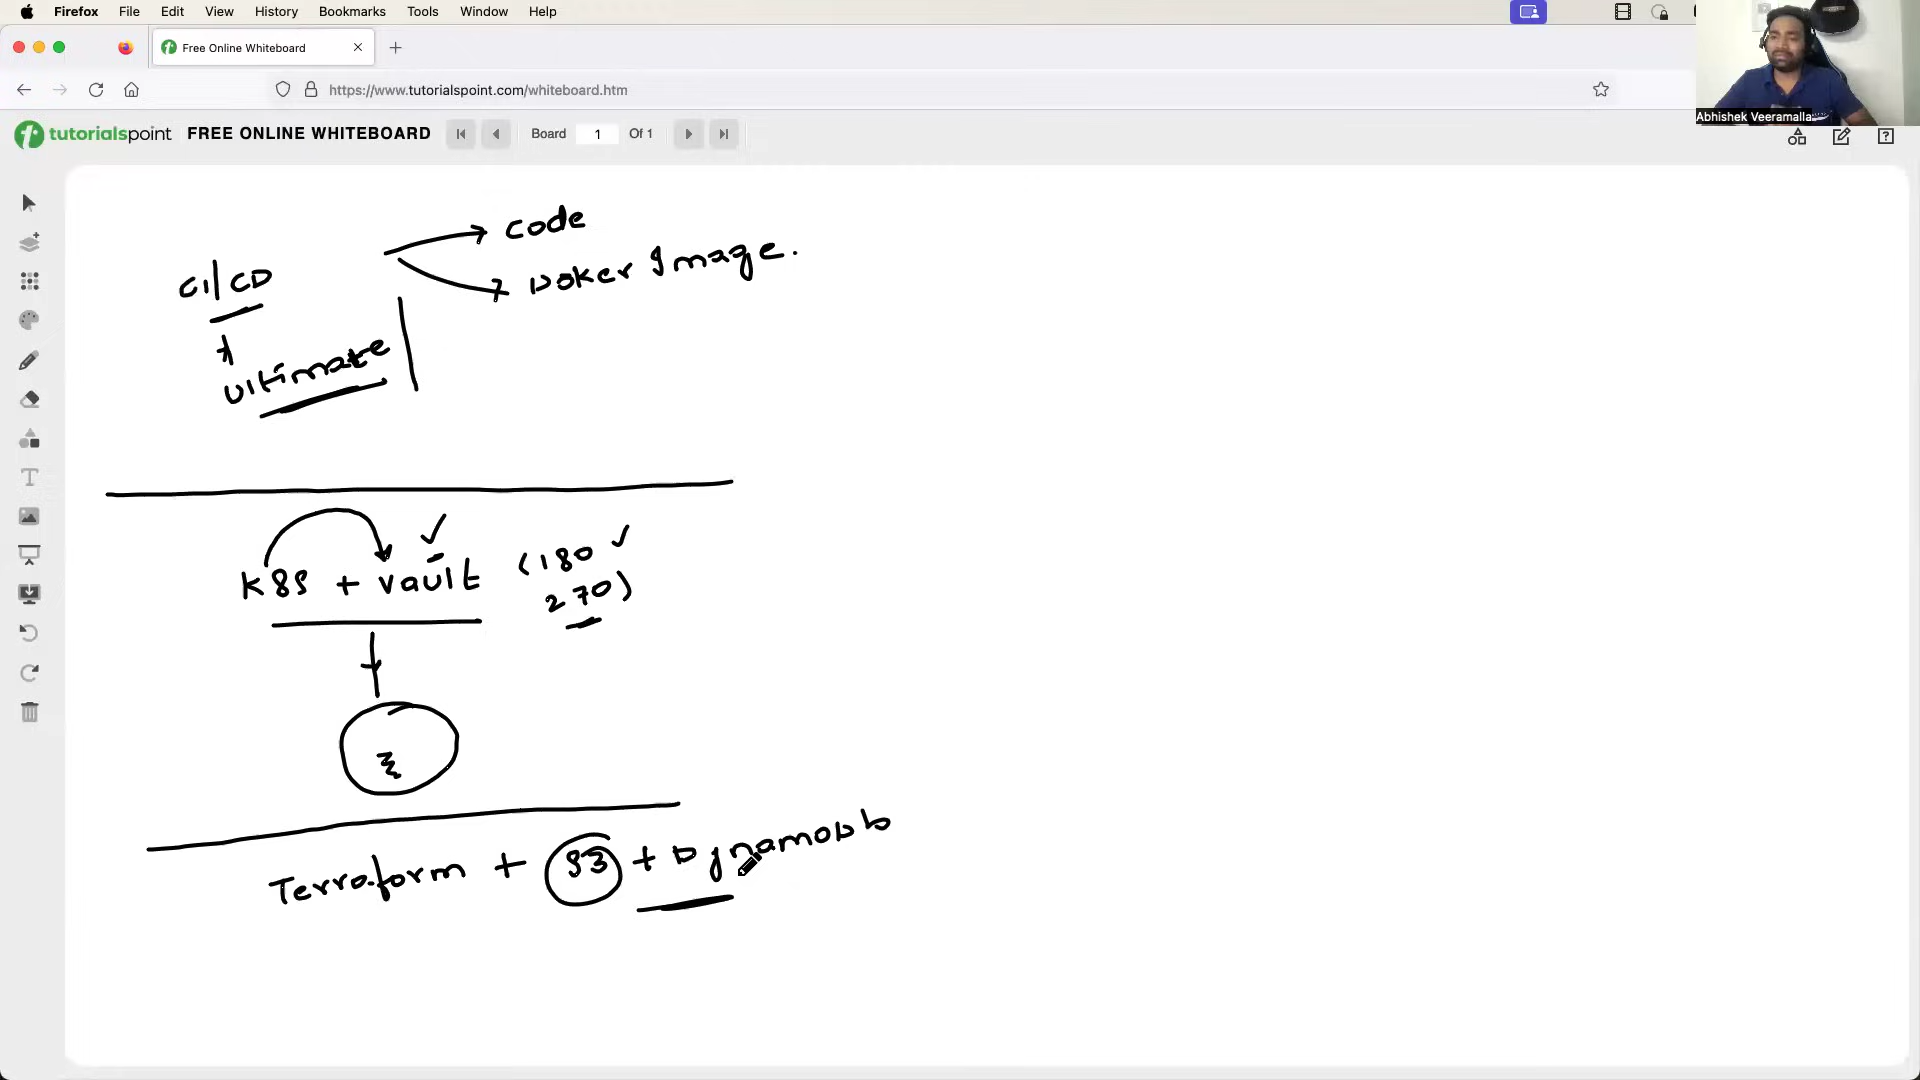 Firefox File Edit View History Bookmarks Tools Window Help
Free Online Whiteboard
https://www.tutorialspoint.com/whiteboard.htm
Abhishek Veeramalla
tutorialspoint FREE ONLINE WHITEBOARD Board 1 Of 1
T
code
CI/CD
Doker Image.
Ultimate
K8S + vault (180
270)
Terraform + S3 + DynamoDb